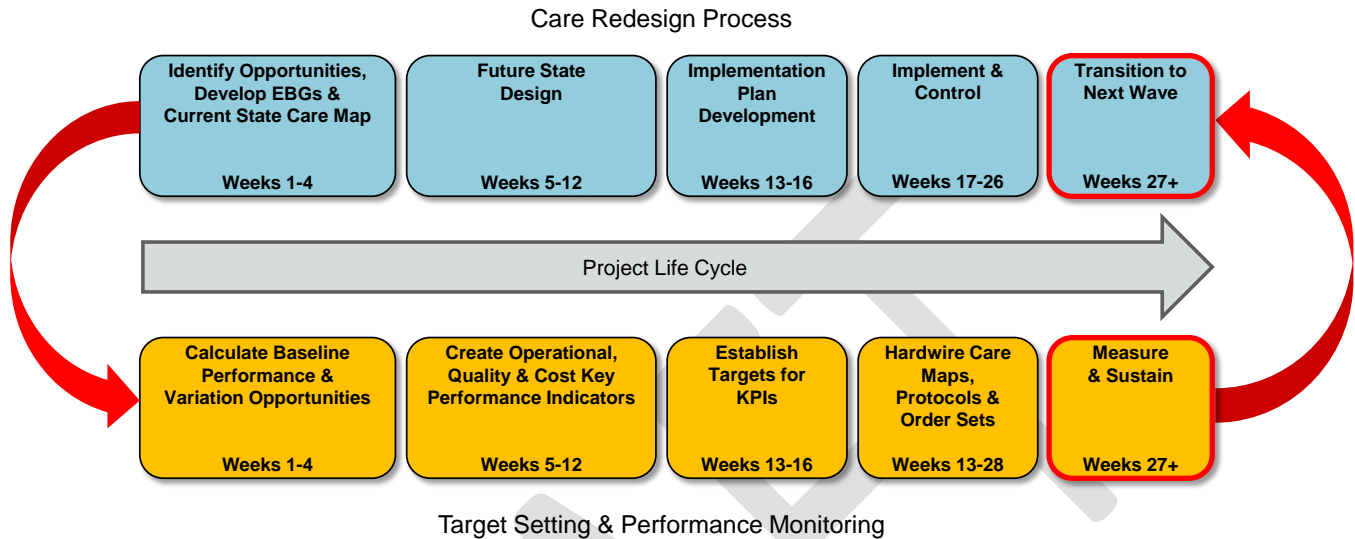 Care Redesign Process
Identify Opportunities,
Develop EBGs &
Current State Care Map
Weeks 1-4
Future State
Design
Weeks 5-12
Implementation
Plan
Development
Weeks 13-16
Implement &
Control
Weeks 17-26
Transition to
Next Wave
Weeks 27+
Project Life Cycle
Calculate Baseline
Performance &
Variation Opportunities
Weeks 1-4
Create Operational,
Quality & Cost Key
Performance Indicators
Weeks 5-12
Establish
Targets for
KPIs
Weeks 13-16
Hardwire Care
Maps,
Protocols &
Order Sets
Weeks 13-28
Measure
& Sustain
Weeks 27+
Target Setting & Performance Monitoring